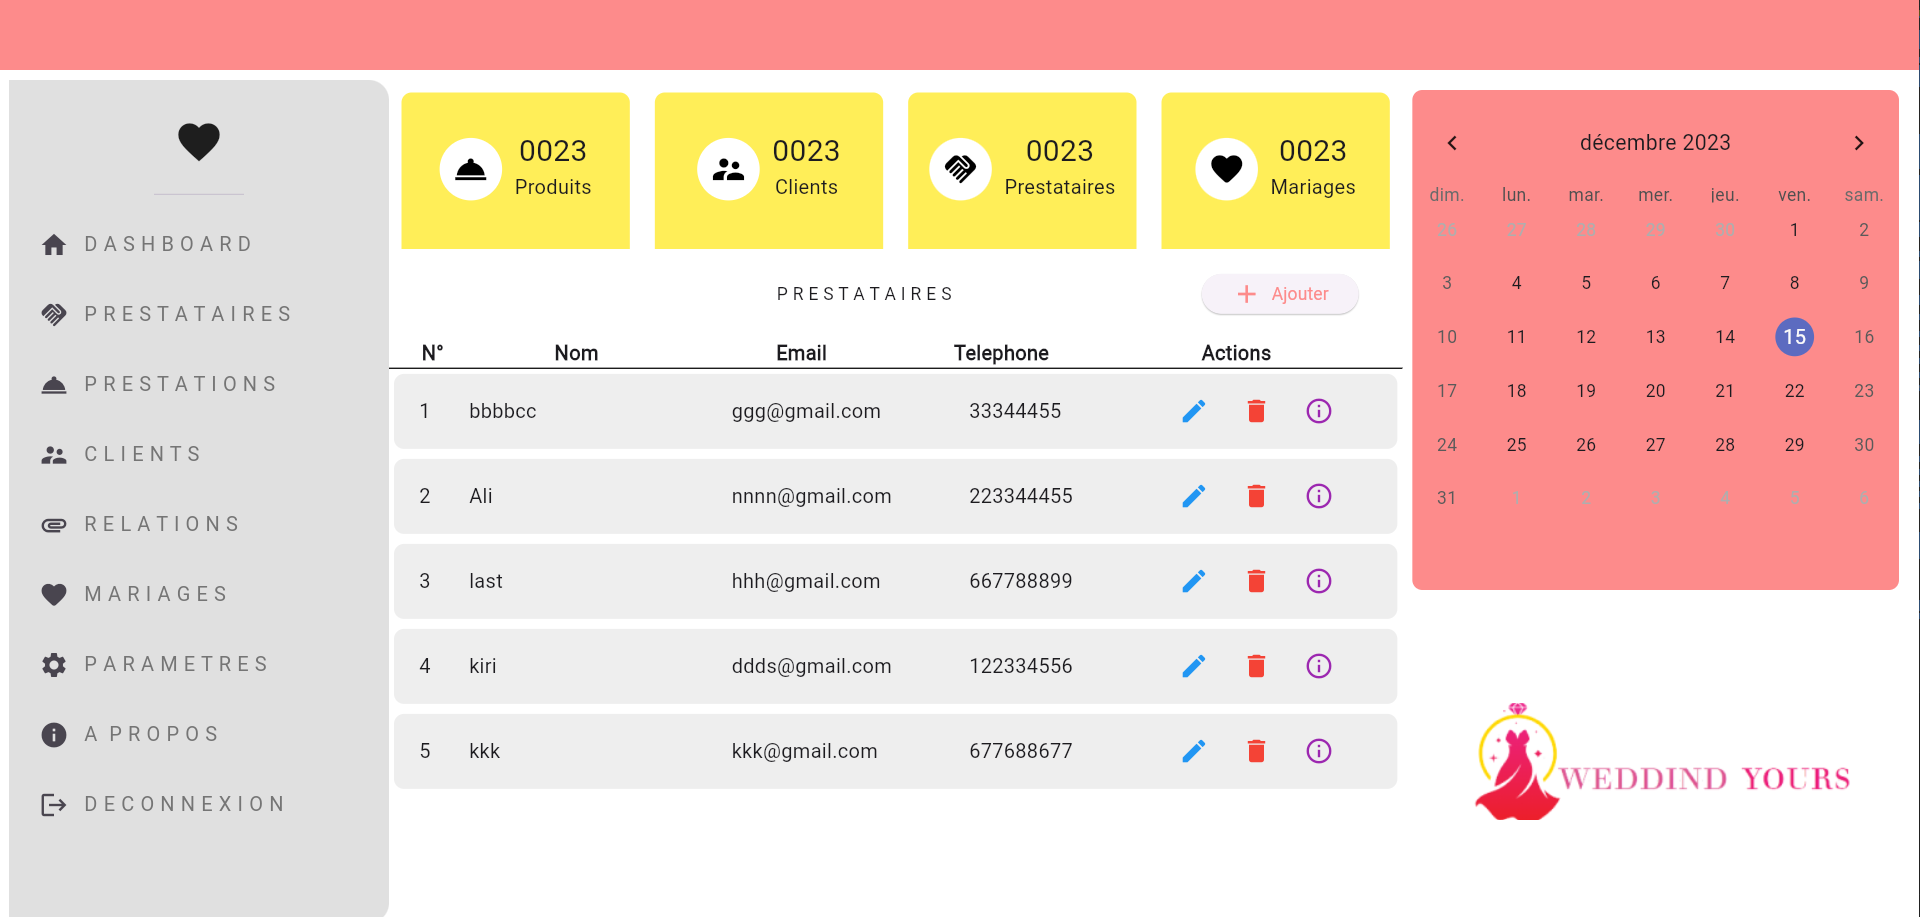 DASHBOARD
PRESTATAIRES
PRESTATIONS
CLIENTS
RELATIONS
MARIAGES
PARAMETRES
A PROPOS
DECONNEXION
0023
Produits
0023
Clients
0023
Prestataires
0023
Mariages
PRESTATAIRES
Ajouter
N° Nom Email Telephone Actions
1 bbbbcc ggg@gmail.com 33344455
2 Ali nnnn@gmail.com 223344455
3 last hhh@gmail.com 667788899
4 kiri ddds@gmail.com 122334556
5 kkk kkk@gmail.com 677688677
décembre 2023
dim. lun. mar. mer. jeu. ven. sam.
26 27 28 29 30 1 2
3 4 5 6 7 8 9
10 11 12 13 14 15 16
17 18 19 20 21 22 23
24 25 26 27 28 29 30
31 1 2 3 4 5 6
WEDDIND YOURS